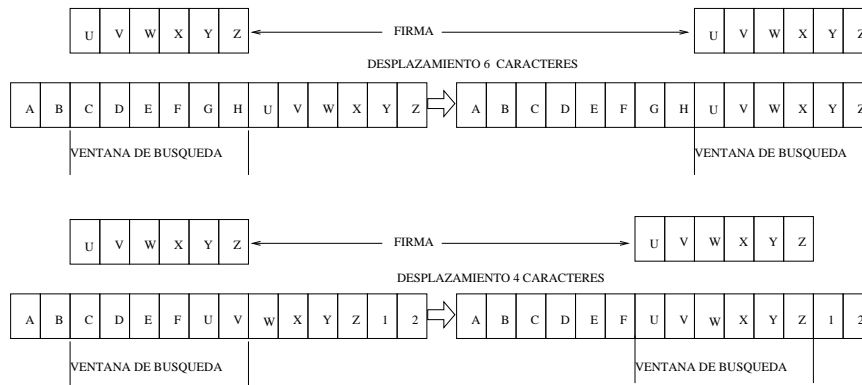 U V W X Y Z FIRMA U V W X Y Z
DESPLAZAMIENTO 6 CARACTERES
A B C D E F G H U V W X Y Z A B C D E F G H U V W X Y Z
VENTANA DE BUSQUEDA VENTANA DE BUSQUEDA
U V W X Y Z FIRMA U V W X Y Z
DESPLAZAMIENTO 4 CARACTERES
A B C D E F U V W X Y Z 1 2 A B C D E F U V W X Y Z 1 2
VENTANA DE BUSQUEDA VENTANA DE BUSQUEDA